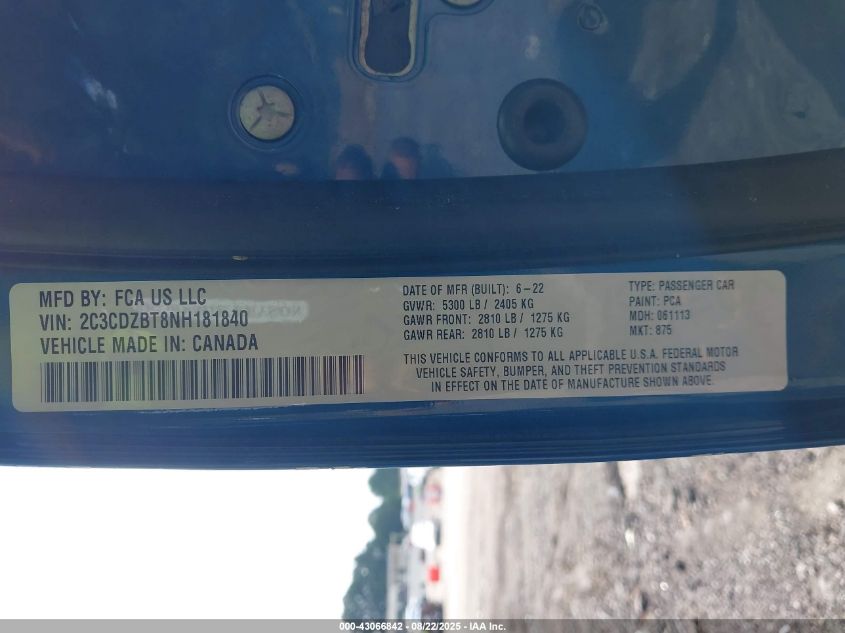 MFD BY: FCA US LLC
VIN: 2C3CDZBT8NH181840
VEHICLE MADE IN: CANADA
DATE OF MFR (BUILT): 6-22
GVWR: 5300 LB / 2405 KG
GAWR FRONT: 2810 LB / 1275 KG
GAWR REAR: 2810 LB / 1275 KG
TYPE: PASSENGER CAR
PAINT: PCA
MDH: 061113
MKT: 875
THIS VEHICLE CONFORMS TO ALL APPLICABLE U.S.A. FEDERAL MOTOR
VEHICLE SAFETY, BUMPER, AND THEFT PREVENTION STANDARDS
IN EFFECT ON THE DATE OF MANUFACTURE SHOWN ABOVE.
000-43066842 - 08/22/2025 - IAA Inc.